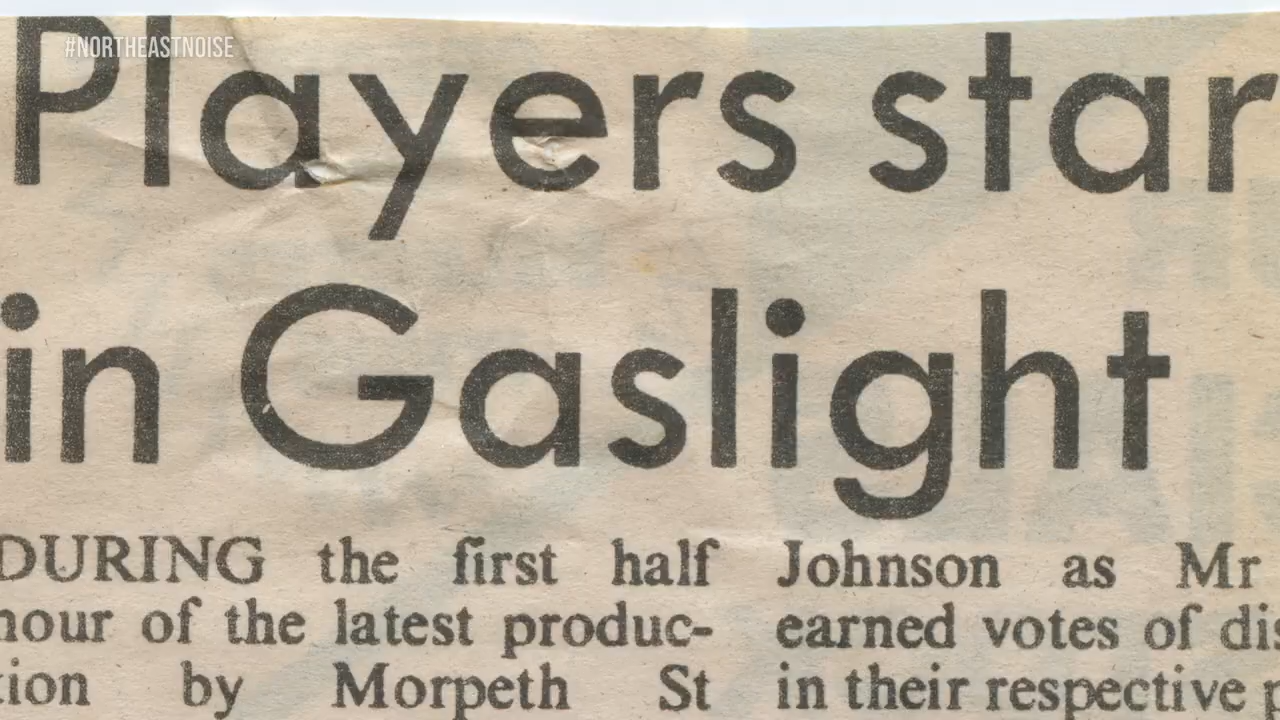 #NORTHEASTNOISE
Players star
in Gaslight
DURING the first half
hour of the latest produc-
tion by Morpeth St
Johnson as Mr
earned votes of
in their respective